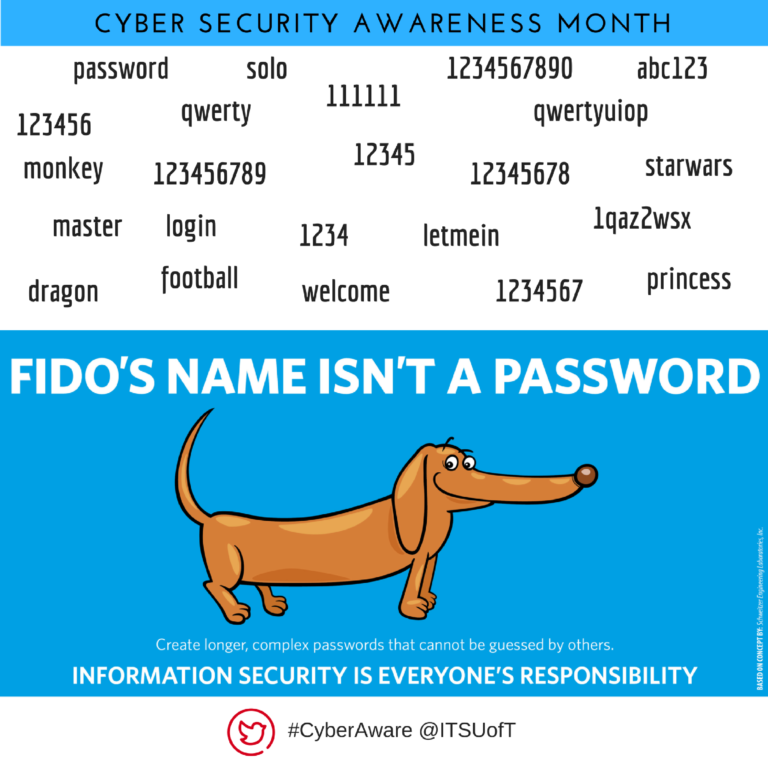 CYBER SECURITY AWARENESS MONTH
password solo 1234567890 abc123
123456 qwerty 111111 qwertyuiop
monkey 123456789 12345 12345678 starwars
master login 1234 letmein 1qaz2wsx
dragon football welcome 1234567 princess
FIDO'S NAME ISN'T A PASSWORD
Create longer, complex passwords that cannot be guessed by others.
INFORMATION SECURITY IS EVERYONE'S RESPONSIBILITY
BASED ON CONCEPT BY: Schweitzer Engineering Laboratories, Inc.
#CyberAware @ITSUofT